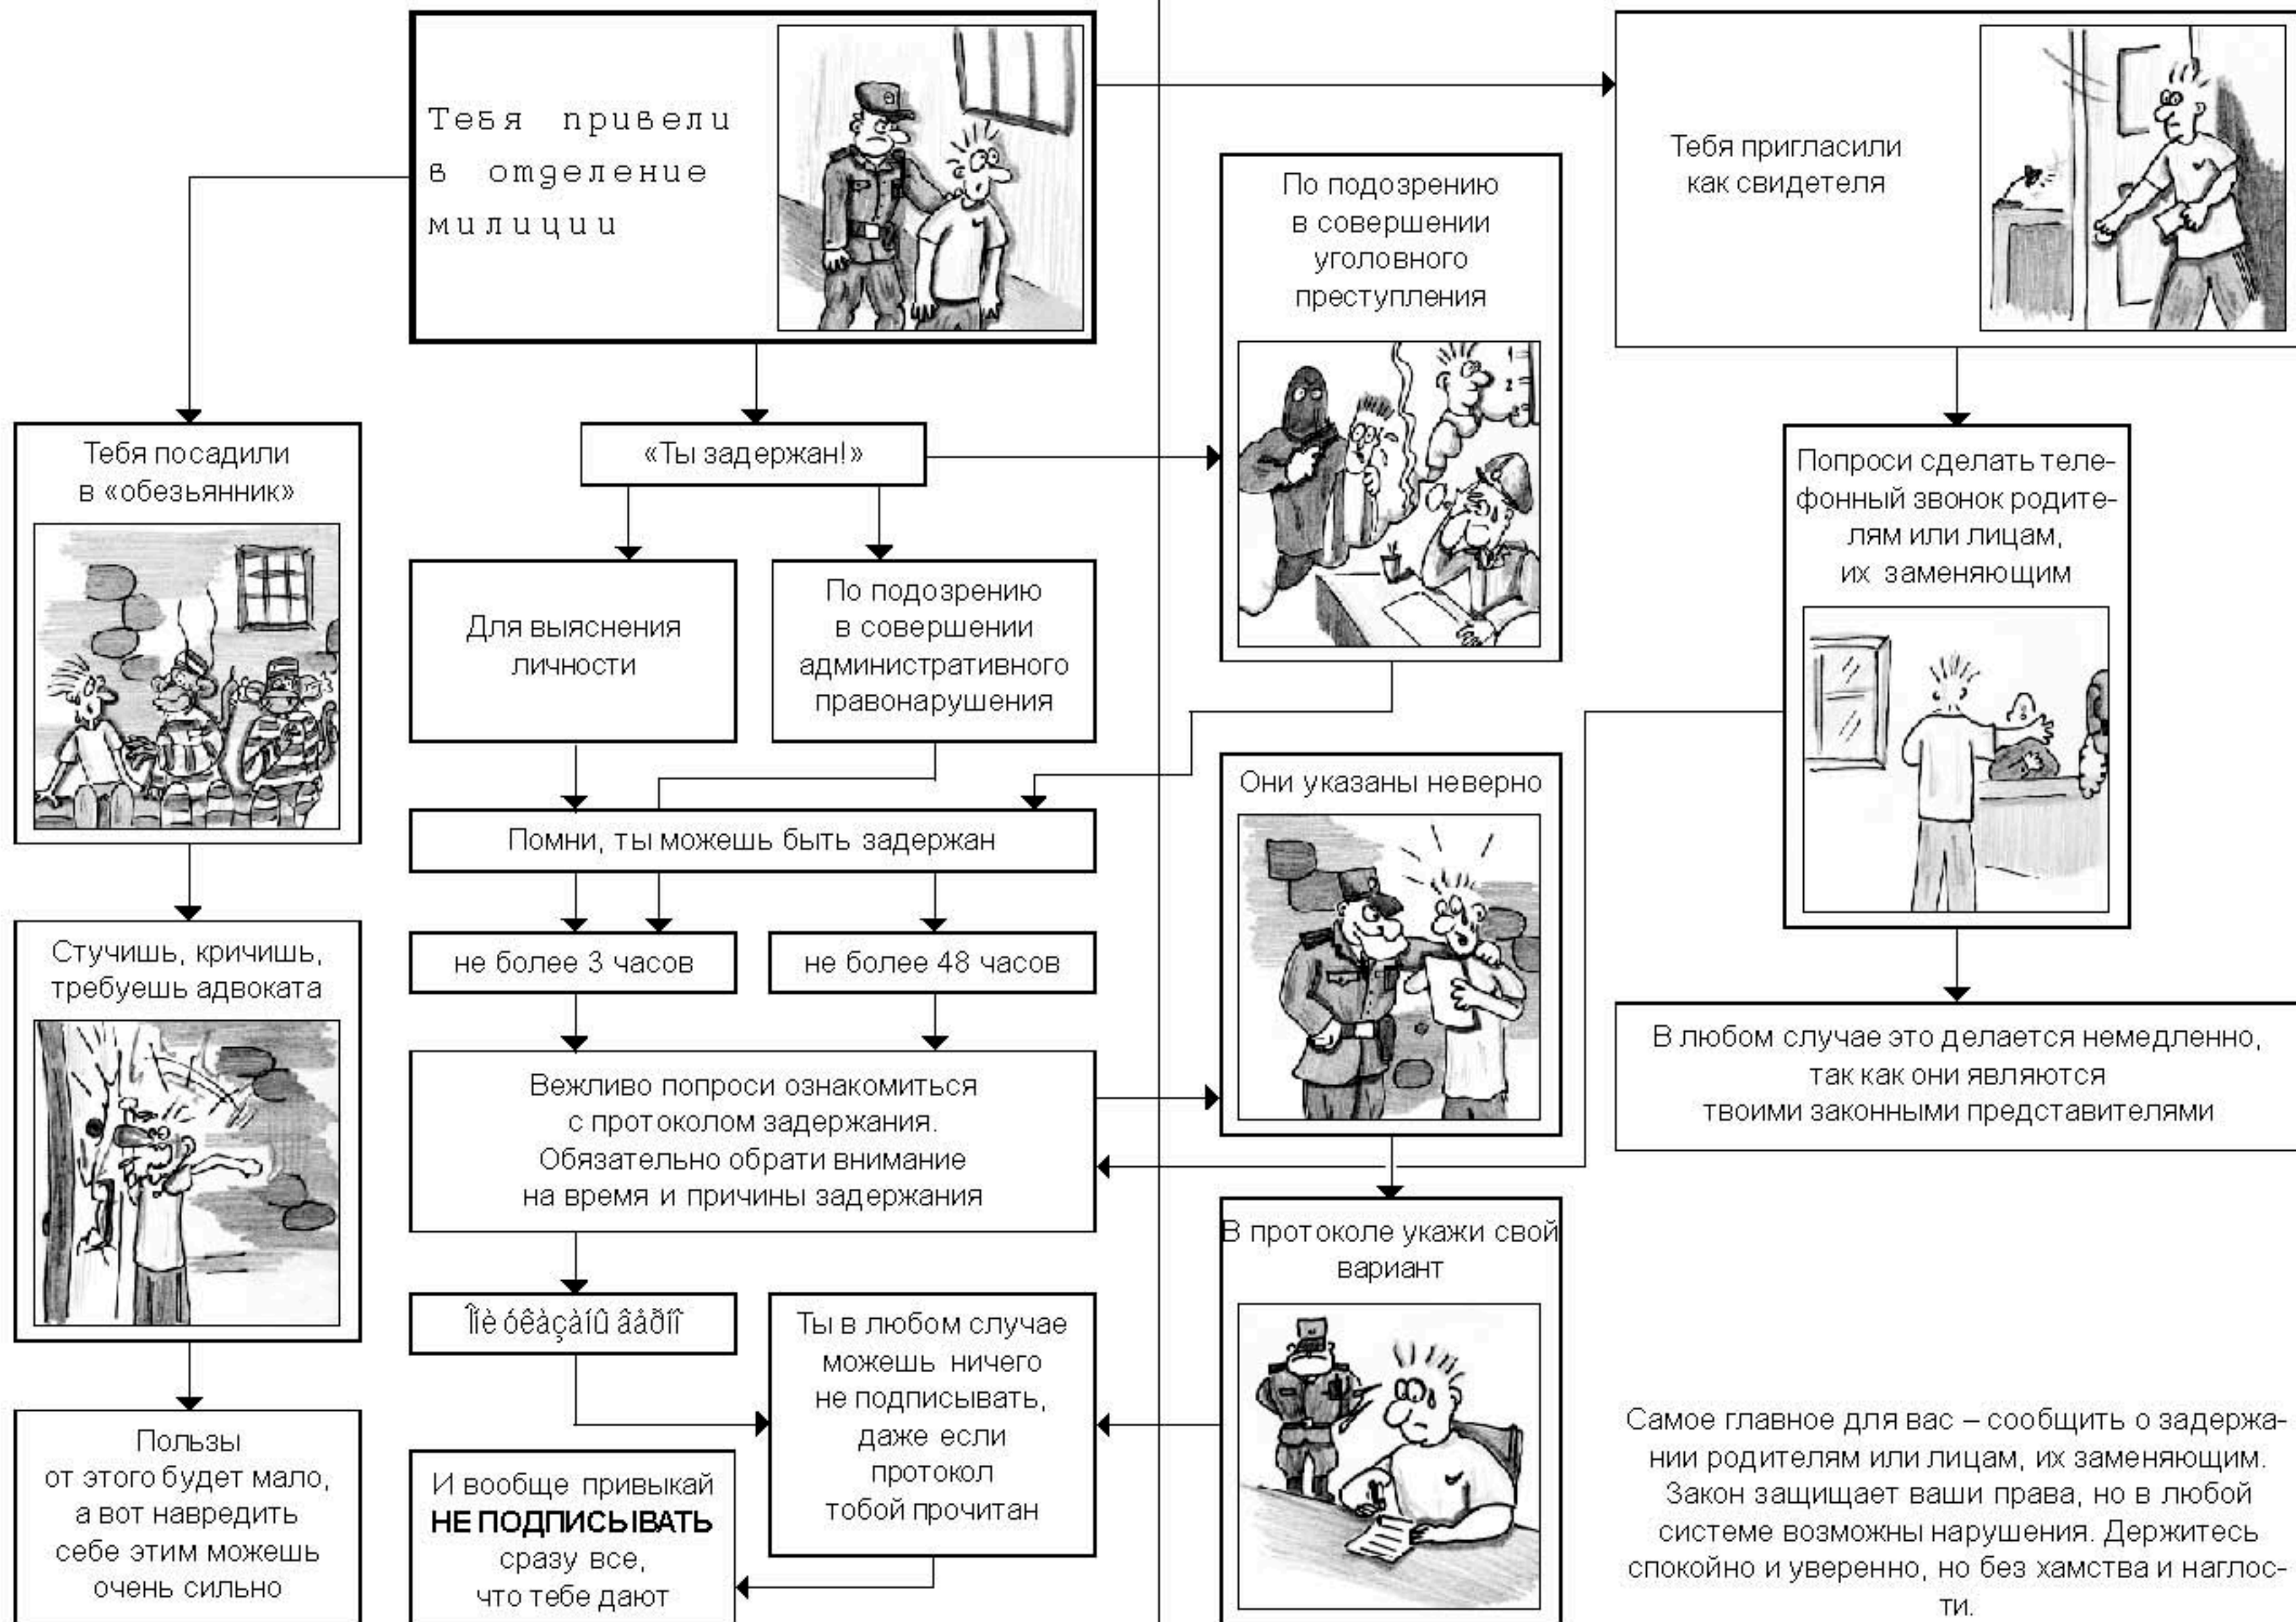 Тебя привели
в отделение
милиции
Тебя пригласили
как свидетеля
По подозрению
в совершении
уголовного
преступления
1
2
3
Тебя посадили
в «обезьянник»
«Ты задержан!»
Попроси сделать теле-
фонный звонок родите-
лям или лицам,
их заменяющим
Для выяснения
личности
По подозрению
в совершении
административного
правонарушения
Помни, ты можешь быть задержан
Они указаны неверно
не более 3 часов
не более 48 часов
Стучишь, кричишь,
требуешь адвоката
Вежливо попроси ознакомиться
с протоколом задержания.
Обязательно обрати внимание
на время и причины задержания
В любом случае это делается немедленно,
так как они являются
твоими законными представителями
В протоколе укажи свой
вариант
Îíè óêàçàíû âåðíî
Ты в любом случае
можешь ничего
не подписывать,
даже если
протокол
тобой прочитан
Пользы
от этого будет мало,
а вот навредить
себе этим можешь
очень сильно
И вообще привыкай
НЕ ПОДПИСЫВАТЬ
сразу все,
что тебе дают
Самое главное для вас – сообщить о задержа-
нии родителям или лицам, их заменяющим.
Закон защищает ваши права, но в любой
системе возможны нарушения. Держитесь
спокойно и уверенно, но без хамства и наглос-
ти.